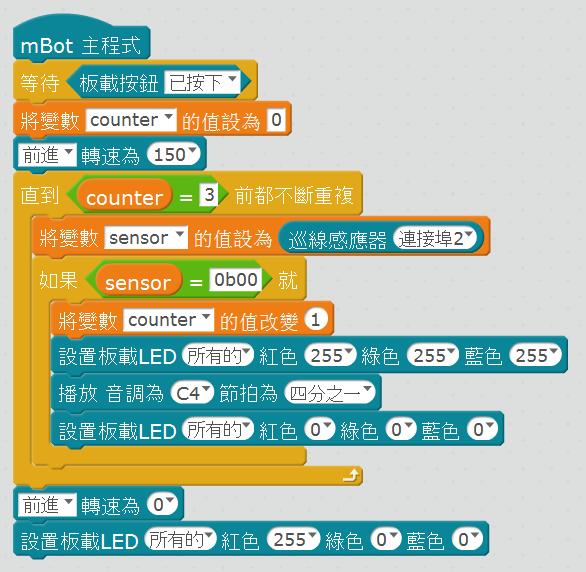 mBot 主程式
等待 板載按鈕 已按下
將變數 counter 的值設為 0
前進 轉速為 150
直到 counter = 3 前都不斷重複
將變數 sensor 的值設為 巡線感應器 連接埠2
如果 sensor = 0b00 就
將變數 counter 的值改變 1
設置板載LED 所有的 紅色 255 綠色 255 藍色 255
播放 音調為 C4 節拍為 四分之一
設置板載LED 所有的 紅色 0 綠色 0 藍色 0
前進 轉速為 0
設置板載LED 所有的 紅色 255 綠色 0 藍色 0